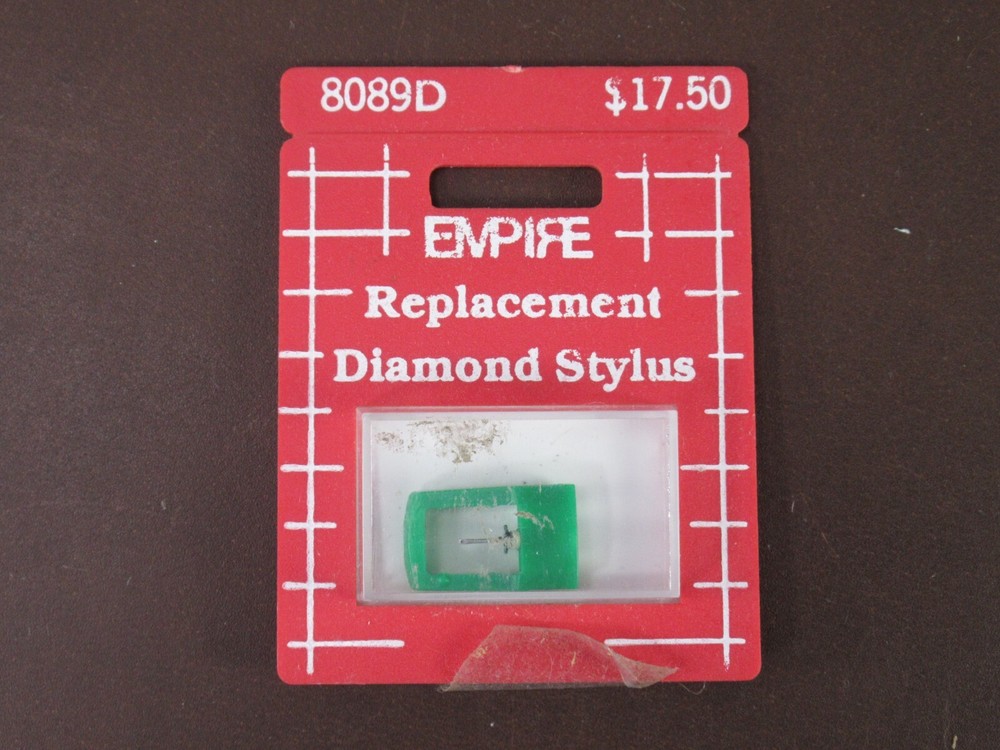 8089D $17.50
EMPIRE
Replacement
Diamond Stylus